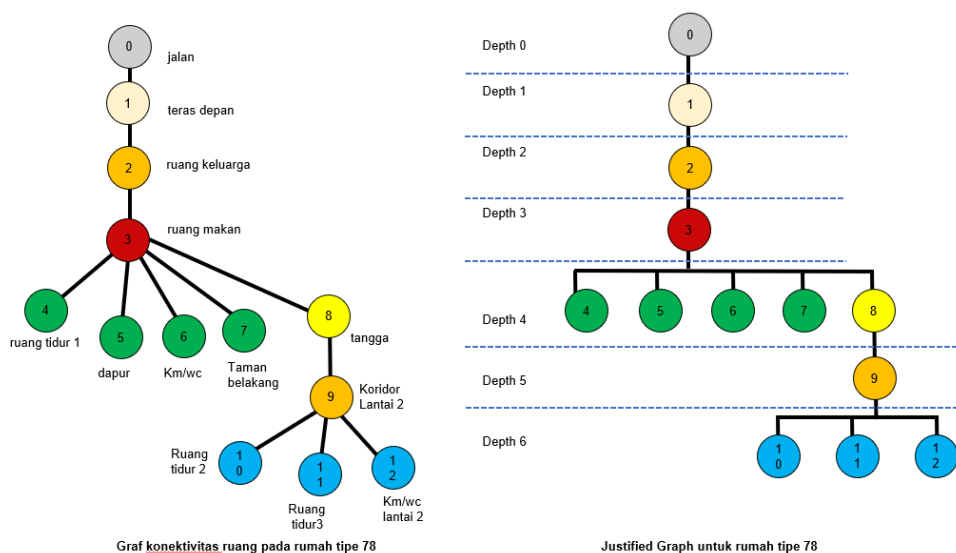 0
jalan
1
teras depan
2
ruang keluarga
3
ruang makan
4
ruang tidur 1
5
dapur
6
Km/wc
7
Taman
belakang
8
tangga
9
Koridor
Lantai 2
Ruang
tidur 2
1
0
1
1
Ruang
tidur3
1
2
Km/wc
lantai 2
Graf konektivitas ruang pada rumah tipe 78
Depth 0
0
Depth 1
1
Depth 2
2
Depth 3
3
Depth 4
4
5
6
7
8
Depth 5
9
Depth 6
1
0
1
1
1
2
Justified Graph untuk rumah tipe 78